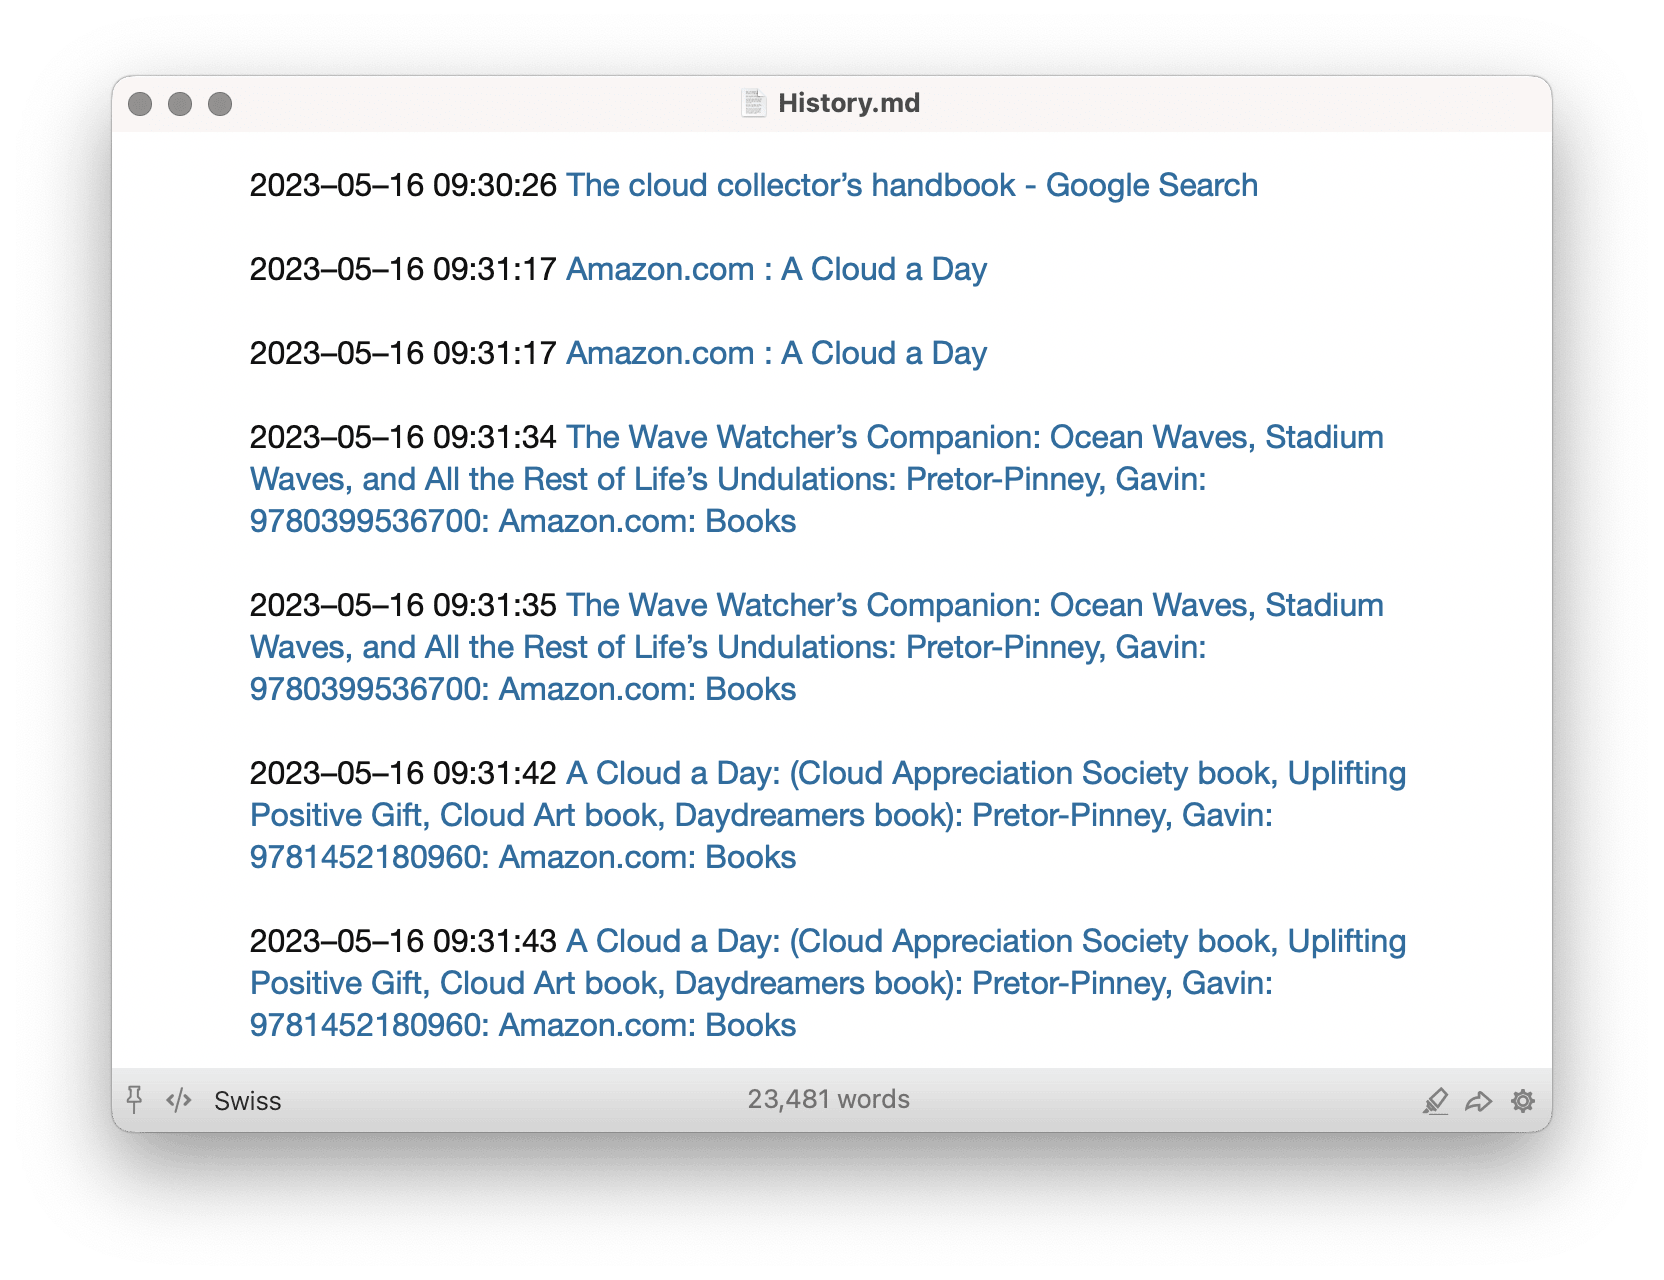 History.md
2023–05–16 09:30:26 The cloud collector’s handbook - Google Search
2023–05–16 09:31:17 Amazon.com : A Cloud a Day
2023–05–16 09:31:17 Amazon.com : A Cloud a Day
2023–05–16 09:31:34 The Wave Watcher’s Companion: Ocean Waves, Stadium
Waves, and All the Rest of Life’s Undulations: Pretor-Pinney, Gavin:
9780399536700: Amazon.com: Books
2023–05–16 09:31:35 The Wave Watcher’s Companion: Ocean Waves, Stadium
Waves, and All the Rest of Life’s Undulations: Pretor-Pinney, Gavin:
9780399536700: Amazon.com: Books
2023–05–16 09:31:42 A Cloud a Day: (Cloud Appreciation Society book, Uplifting
Positive Gift, Cloud Art book, Daydreamers book): Pretor-Pinney, Gavin:
9781452180960: Amazon.com: Books
2023–05–16 09:31:43 A Cloud a Day: (Cloud Appreciation Society book, Uplifting
Positive Gift, Cloud Art book, Daydreamers book): Pretor-Pinney, Gavin:
9781452180960: Amazon.com: Books
Swiss 23,481 words